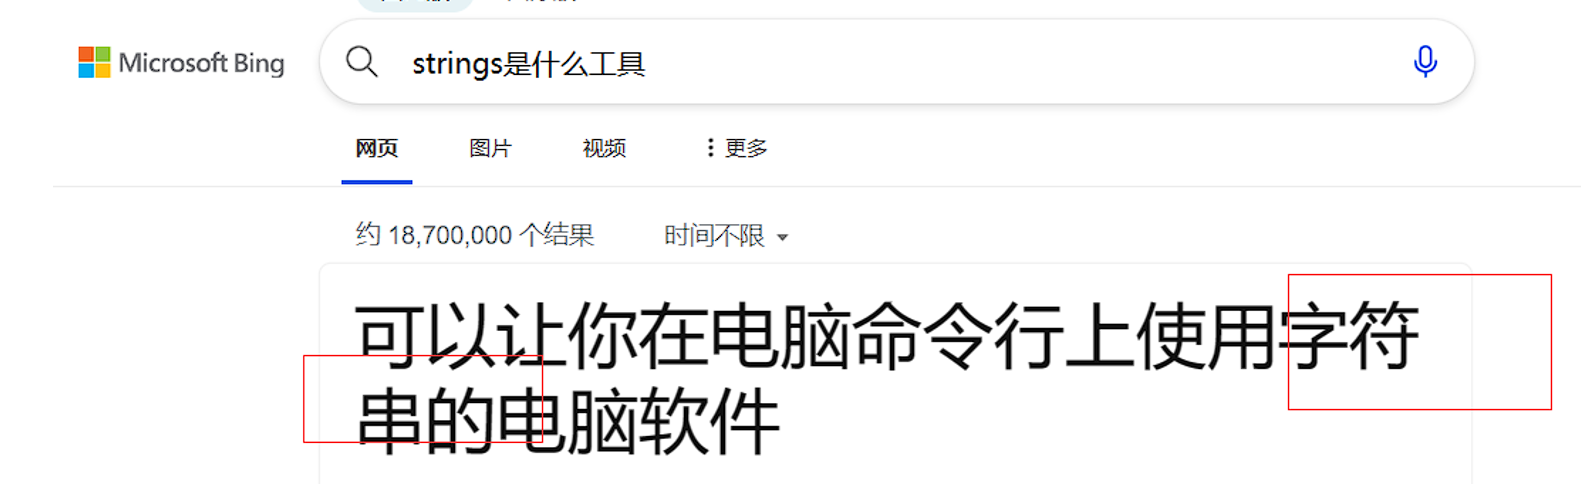 Microsoft Bing
strings是什么工具
网页 图片 视频 更多
约 18,700,000 个结果 时间不限
可以让你在电脑命令行上使用字符
串的电脑软件